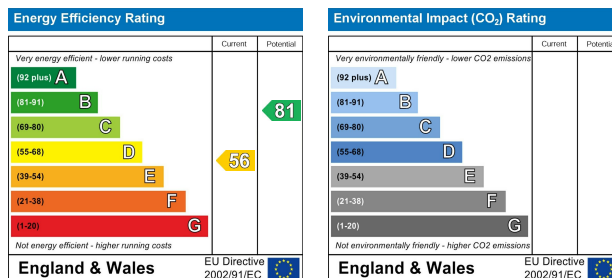 Energy Efficiency Rating
Current Potential
Very energy efficient - lower running costs
(92 plus) A
(81-91) B
81
(69-80) C
(55-68) D
56
(39-54) E
(21-38) F
(1-20) G
Not energy efficient - higher running costs
England & Wales
EU Directive
2002/91/EC
Environmental Impact (CO₂) Rating
Current Potential
Very environmentally friendly - lower CO2 emissions
(92 plus) A
(81-91) B
(69-80) C
(55-68) D
(39-54) E
(21-38) F
(1-20) G
Not environmentally friendly - higher CO2 emissions
England & Wales
EU Directive
2002/91/EC